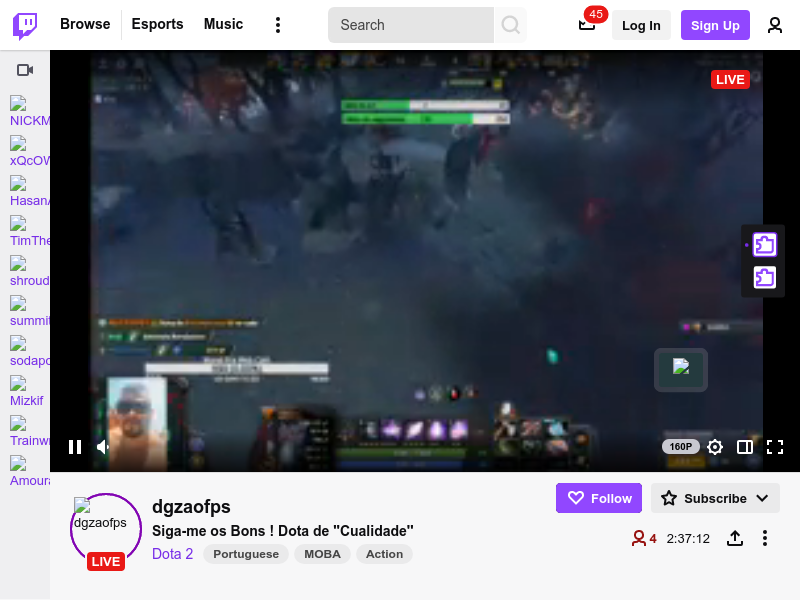 Browse
Esports
Music
Search
45
Log In
Sign Up
NICKM
xQcOW
HasanA
TimThe
shroud
summit
sodapo
Mizkif
Trainw
Amoura
LIVE
160P
dgzaofps
LIVE
dgzaofps
Siga-me os Bons ! Dota de "Cualidade"
Dota 2
Portuguese
MOBA
Action
Follow
Subscribe
4
2:37:12